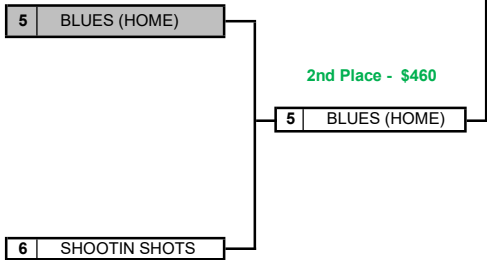 5 BLUES (HOME)
2nd Place - $460
5 BLUES (HOME)
6 SHOOTIN SHOTS